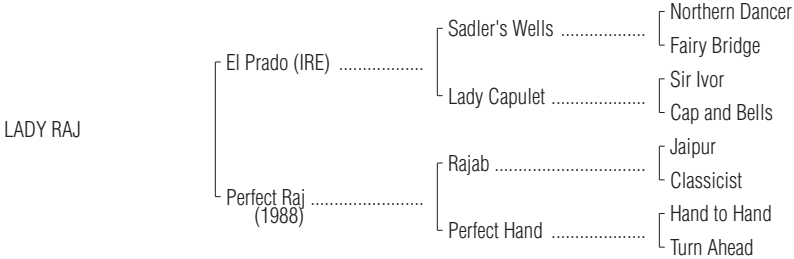 Northern Dancer
Sadler's Wells ..................
Fairy Bridge
El Prado (IRE) ..................
Sir Ivor
Lady Capulet ....................
Cap and Bells
LADY RAJ
Jaipur
Rajab ................................
Classicist
Perfect Raj ........................
(1988)
Hand to Hand
Perfect Hand ....................
Turn Ahead